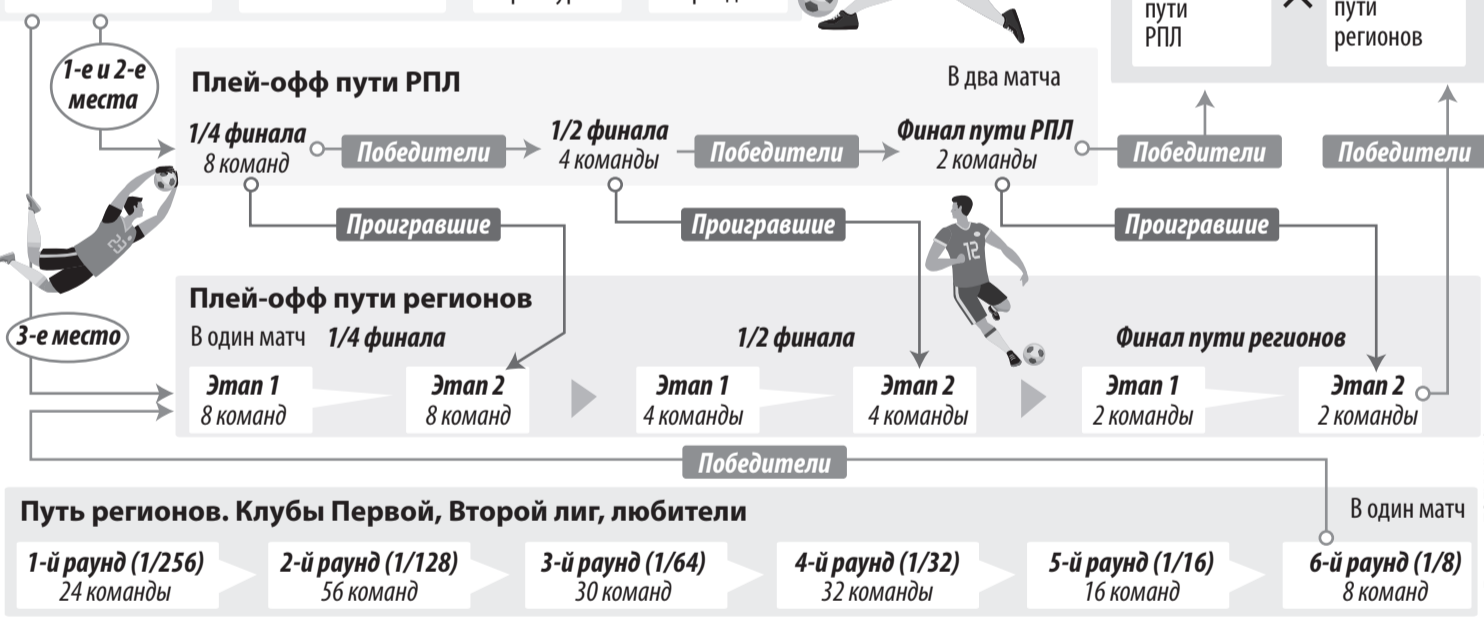 пути
РПЛ
пути
регионов
1-е и 2-е
места
Плей-офф пути РПЛ
В два матча
1/4 финала
8 команд
Победители
1/2 финала
4 команды
Победители
Финал пути РПЛ
2 команды
Победители
Победители
Проигравшие
Проигравшие
Проигравшие
23
12
Плей-офф пути регионов
3-е место
В один матч
1/4 финала
1/2 финала
Финал пути регионов
Этап 1
8 команд
Этап 2
8 команд
Этап 1
4 команды
Этап 2
4 команды
Этап 1
2 команды
Этап 2
2 команды
Победители
Путь регионов. Клубы Первой, Второй лиг, любители
В один матч
1-й раунд (1/256)
24 команды
2-й раунд (1/128)
56 команд
3-й раунд (1/64)
30 команд
4-й раунд (1/32)
32 команды
5-й раунд (1/16)
16 команд
6-й раунд (1/8)
8 команд